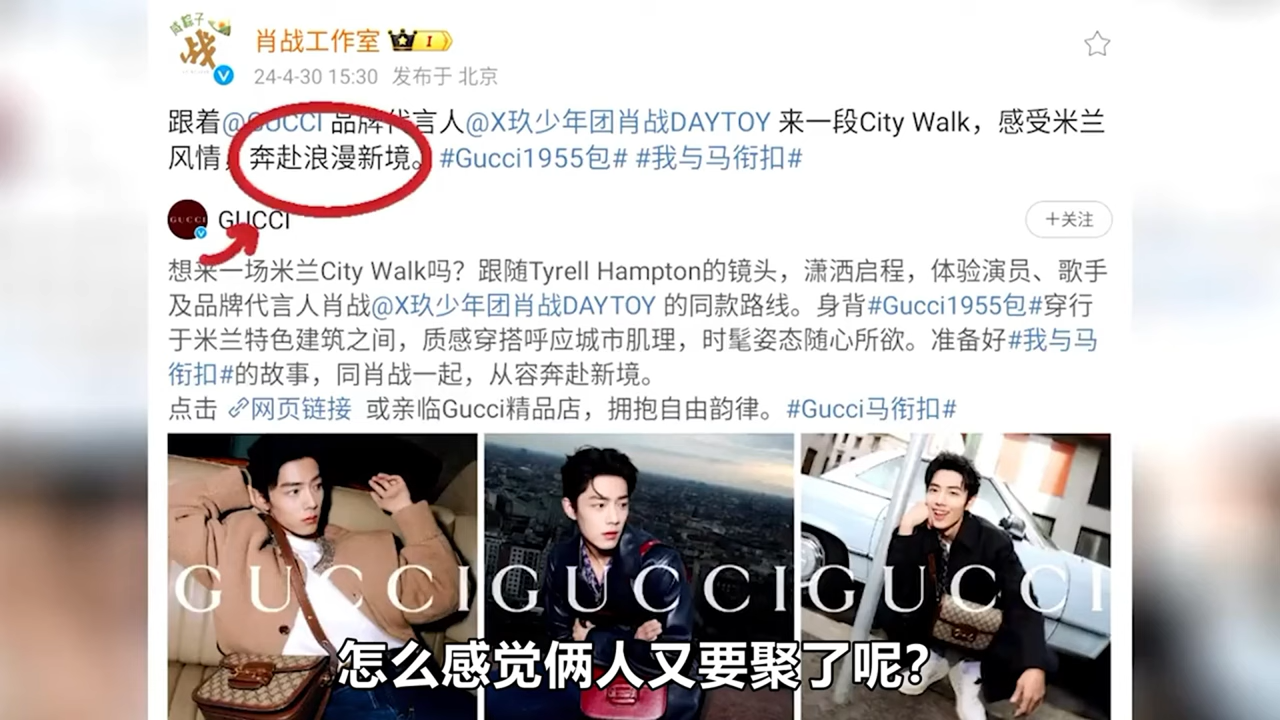 咸粽子
战
肖战工作室 I
24-4-30 15:30 发布于 北京
跟着@GUCCI 品牌代言人@X玖少年团肖战DAYTOY 来一段City Walk，感受米兰
风情，奔赴浪漫新境。#Gucci1955包# #我与马衔扣#
GUCCI GUCCI
+关注
想来一场米兰City Walk吗？跟随Tyrell Hampton的镜头，潇洒启程，体验演员、歌手
及品牌代言人肖战@X玖少年团肖战DAYTOY 的同款路线。身背#Gucci1955包#穿行
于米兰特色建筑之间，质感穿搭呼应城市肌理，时髦姿态随心所欲。准备好#我与马
衔扣#的故事，同肖战一起，从容奔赴新境。
点击 网页链接 或亲临Gucci精品店，拥抱自由韵律。#Gucci马衔扣#
GUCCI GUCCI GUCCI
怎么感觉俩人又要聚了呢？